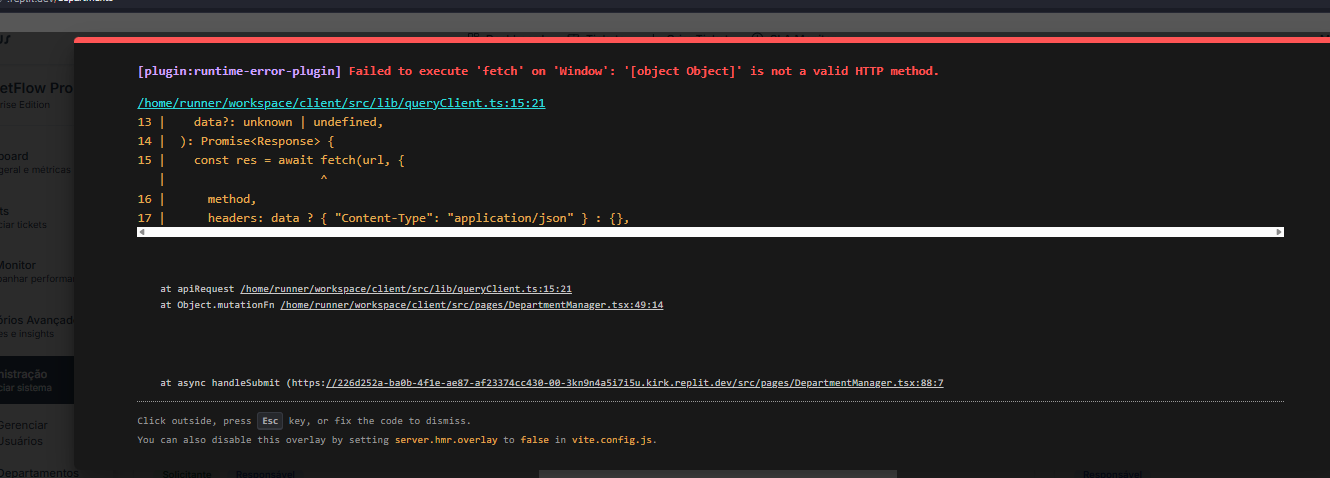 .replit.dev/departments
etFlow Pro
rise Edition
[plugin:runtime-error-plugin] Failed to execute 'fetch' on 'Window': '[object Object]' is not a valid HTTP method.
/home/runner/workspace/client/src/lib/queryClient.ts:15:21
13 | data?: unknown | undefined,
14 | ): Promise<Response> {
15 | const res = await fetch(url, {
| ^
16 | method,
17 | headers: data ? { "Content-Type": "application/json" } : {},
board
geral e métricas
ts
ciar tickets
Monitor
panhar performa
órios Avançad
es e insights
nistração
ciar sistema
Gerenciar
Usuários
Departamentos
at apiRequest /home/runner/workspace/client/src/lib/queryClient.ts:15:21
at Object.mutationFn /home/runner/workspace/client/src/pages/DepartmentManager.tsx:49:14
at async handleSubmit (https://226d252a-ba0b-4f1e-ae87-af23374cc430-00-3kn9n4a5i7i5u.kirk.replit.dev/src/pages/DepartmentManager.tsx:88:7
Click outside, press Esc key, or fix the code to dismiss.
You can also disable this overlay by setting server.hmr.overlay to false in vite.config.js.
Solicitante Responsável Responsável